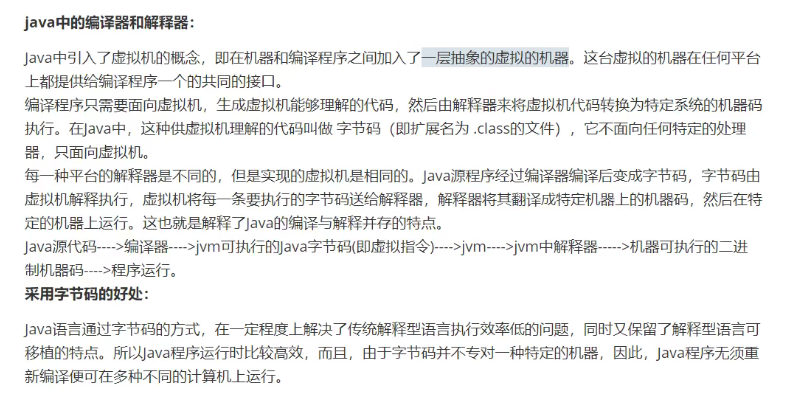 java中的编译器和解释器：
Java中引入了虚拟机的概念，即在机器和编译程序之间加入了一层抽象的虚拟的机器。这台虚拟的机器在任何平台
上都提供给编译程序一个的共同的接口。
编译程序只需要面向虚拟机，生成虚拟机能够理解的代码，然后由解释器来将虚拟机代码转换为特定系统的机器码
执行。在Java中，这种供虚拟机理解的代码叫做 字节码（即扩展名为 .class的文件），它不面向任何特定的处理
器，只面向虚拟机。
每一种平台的解释器是不同的，但是实现的虚拟机是相同的。Java源程序经过编译器编译后变成字节码，字节码由
虚拟机解释执行，虚拟机将每一条要执行的字节码送给解释器，解释器将其翻译成特定机器上的机器码，然后在特
定的机器上运行。这也就是解释了Java的编译与解释并存的特点。
Java源代码---->编译器---->jvm可执行的Java字节码(即虚拟指令)---->jvm---->jvm中解释器----->机器可执行的二进
制机器码---->程序运行。
采用字节码的好处：
Java语言通过字节码的方式，在一定程度上解决了传统解释型语言执行效率低的问题，同时又保留了解释型语言可
移植的特点。所以Java程序运行时比较高效，而且，由于字节码并不专对一种特定的机器，因此，Java程序无须重
新编译便可在多种不同的计算机上运行。